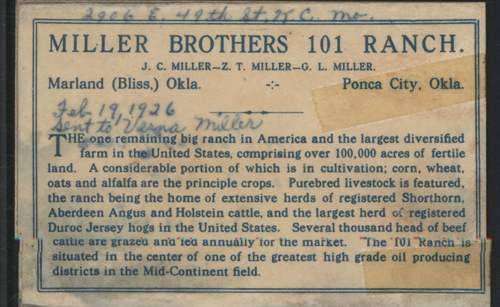 2906 E. 49th St. K.C. Mo.
MILLER BROTHERS 101 RANCH.
J. C. MILLER—Z. T. MILLER—G. L. MILLER.
Marland (Bliss,) Okla. -:- Ponca City, Okla.
Feb 19, 1926
Sent to Verna Miller
THE one remaining big ranch in America and the largest diversified
farm in the United States, comprising over 100,000 acres of fertile
land. A considerable portion of which is in cultivation; corn, wheat,
oats and alfalfa are the principle crops. Purebred livestock is featured,
the ranch being the home of extensive herds of registered Shorthorn,
Aberdeen Angus and Holstein cattle, and the largest herd of registered
Duroc Jersey hogs in the United States. Several thousand head of beef
cattle are grazed and fed annually for the market. The 101 Ranch is
situated in the center of one of the greatest high grade oil producing
districts in the Mid-Continent field.